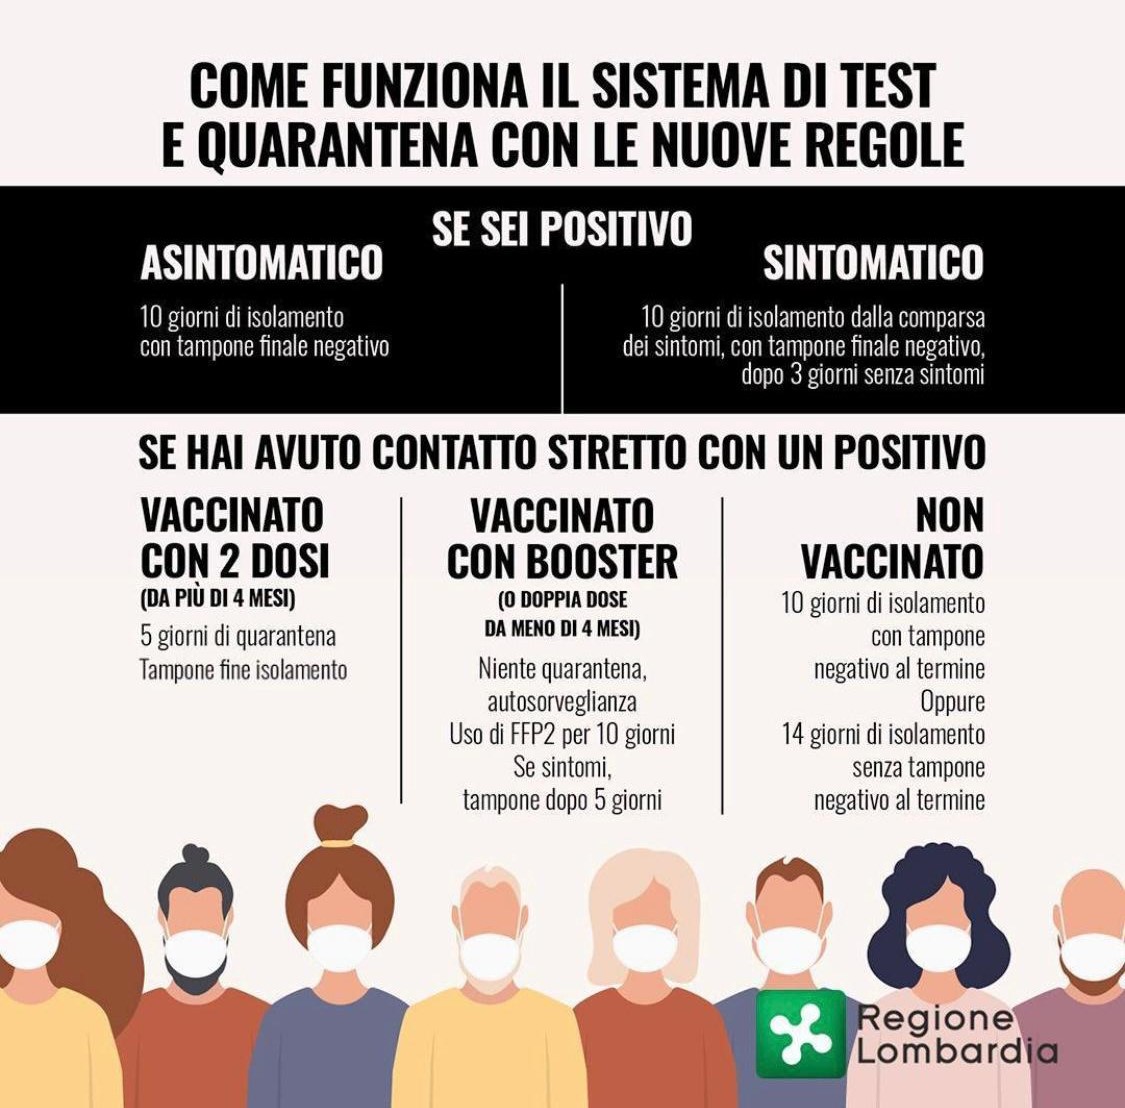 COME FUNZIONA IL SISTEMA DI TEST
E QUARANTENA CON LE NUOVE REGOLE
SE SEI POSITIVO
ASINTOMATICO
10 giorni di isolamento
con tampone finale negativo
SINTOMATICO
10 giorni di isolamento dalla comparsa
dei sintomi, con tampone finale negativo,
dopo 3 giorni senza sintomi
SE HAI AVUTO CONTATTO STRETTO CON UN POSITIVO
VACCINATO
CON 2 DOSI
(DA PIÙ DI 4 MESI)
5 giorni di quarantena
Tampone fine isolamento
VACCINATO
CON BOOSTER
(O DOPPIA DOSE
DA MENO DI 4 MESI)
Niente quarantena,
autosorveglianza
Uso di FFP2 per 10 giorni
Se sintomi,
tampone dopo 5 giorni
NON
VACCINATO
10 giorni di isolamento
con tampone
negativo al termine
Oppure
14 giorni di isolamento
senza tampone
negativo al termine
Regione
Lombardia